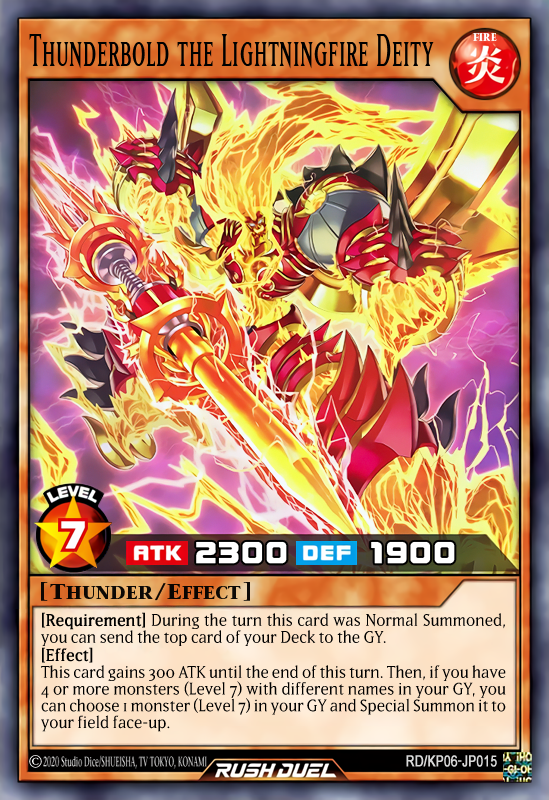 THUNDERBOLD THE LIGHTNINGFIRE DEITY
FIRE
炎
LEVEL
7
ATK 2300 DEF 1900
[THUNDER/EFFECT]
[Requirement] During the turn this card was Normal Summoned,
you can send the top card of your Deck to the GY.
[Effect]
This card gains 300 ATK until the end of this turn. Then, if you have
4 or more monsters (Level 7) with different names in your GY, you
can choose 1 monster (Level 7) in your GY and Special Summon it to
your field face-up.
©2020 Studio Dice/SHUEISHA, TV TOKYO, KONAMI
RUSH DUEL
RD/KP06-JP015